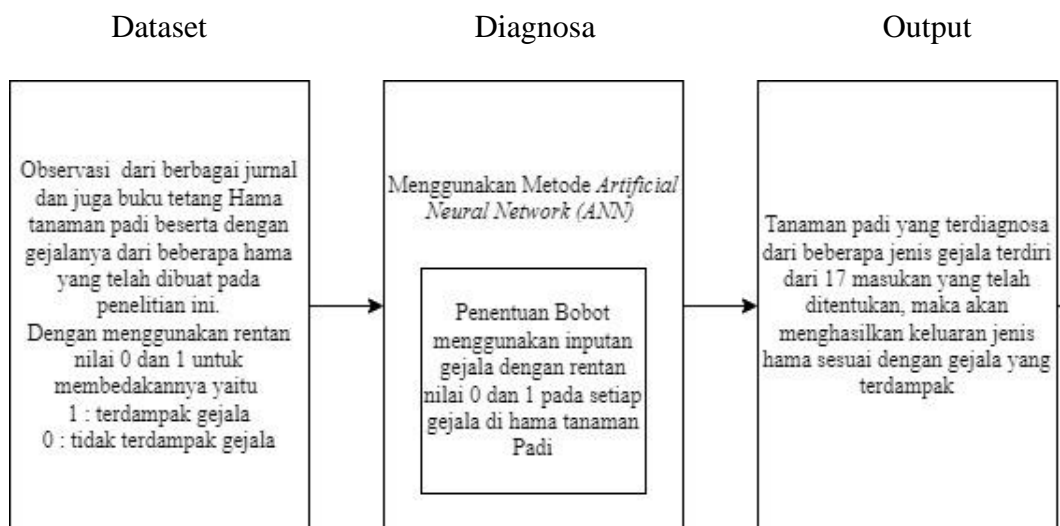 Dataset
Diagnosa
Output
Observasi dari berbagai jurnal
dan juga buku tetang Hama
tanaman padi beserta dengan
gejalanya dari beberapa hama
yang telah dibuat pada
penelitian ini.
Dengan menggunakan rentan
nilai 0 dan 1 untuk
membedakannya yaitu
1 : terdampak gejala
0 : tidak terdampak gejala
Menggunakan Metode Artificial
Neural Network (ANN)
Penentuan Bobot
menggunakan inputan
gejala dengan rentan
nilai 0 dan 1 pada setiap
gejala di hama tanaman
Padi
Tanaman padi yang terdiagnosa
dari beberapa jenis gejala terdiri
dari 17 masukan yang telah
ditentukan, maka akan
menghasilkan keluaran jenis
hama sesuai dengan gejala yang
terdampak